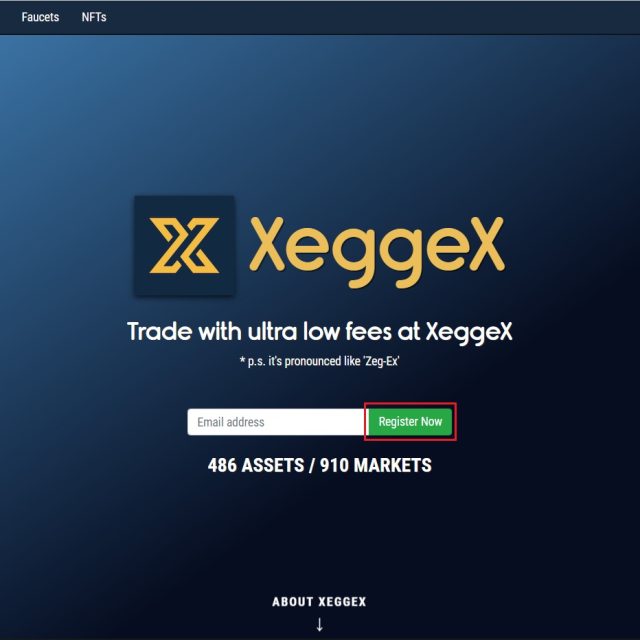 Faucets NFTs
XeggeX
Trade with ultra low fees at XeggeX
* p.s. it's pronounced like 'Zeg-Ex'
Email address Register Now
486 ASSETS / 910 MARKETS
ABOUT XEGGEX
↓